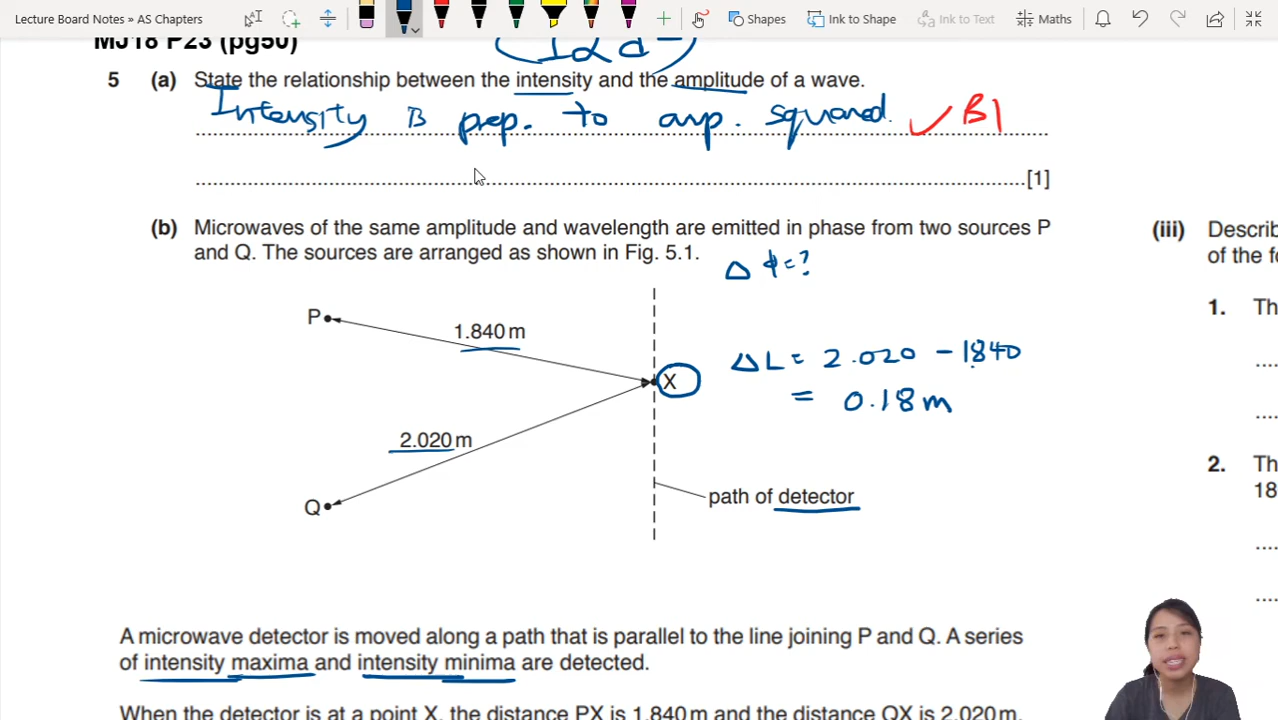 Lecture Board Notes » AS Chapters
Shapes
Ink to Shape
Ink to Text
Maths
MJ18 P23 (pg50)
5 (a) State the relationship between the intensity and the amplitude of a wave.
Intensity is prop. to amp. squared. ✓ B1
[1]
(b) Microwaves of the same amplitude and wavelength are emitted in phase from two sources P
and Q. The sources are arranged as shown in Fig. 5.1.
Δϕ=?
P
1.840 m
X
ΔL = 2.020 - 1.840
= 0.18m
2.020 m
Q
path of detector
A microwave detector is moved along a path that is parallel to the line joining P and Q. A series
of intensity maxima and intensity minima are detected.
When the detector is at a point X, the distance PX is 1.840 m and the distance QX is 2.020 m.
(iii) Describ
of the fo
1. Th
2. Th
18